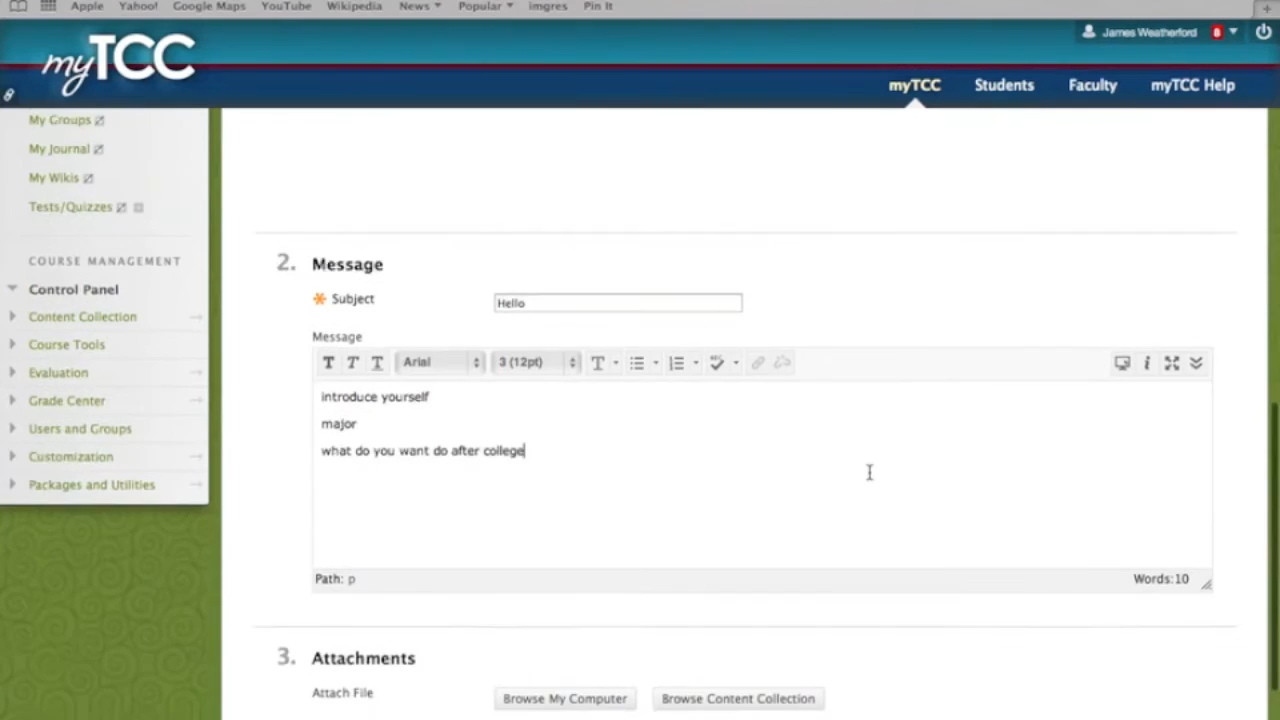 Apple Yahoo! Google Maps YouTube Wikipedia News Popular imgres Pin It
James Weatherford 8
myTCC
myTCC Students Faculty myTCC Help
My Groups
My Journal
My Wikis
Tests/Quizzes
COURSE MANAGEMENT
Control Panel
Content Collection
Course Tools
Evaluation
Grade Center
Users and Groups
Customization
Packages and Utilities
2. Message
Subject Hello
Message
T T T Arial 3 (12pt) T ABC i
introduce yourself
major
what do you want do after college
Path: p Words:10
3. Attachments
Attach File Browse My Computer Browse Content Collection